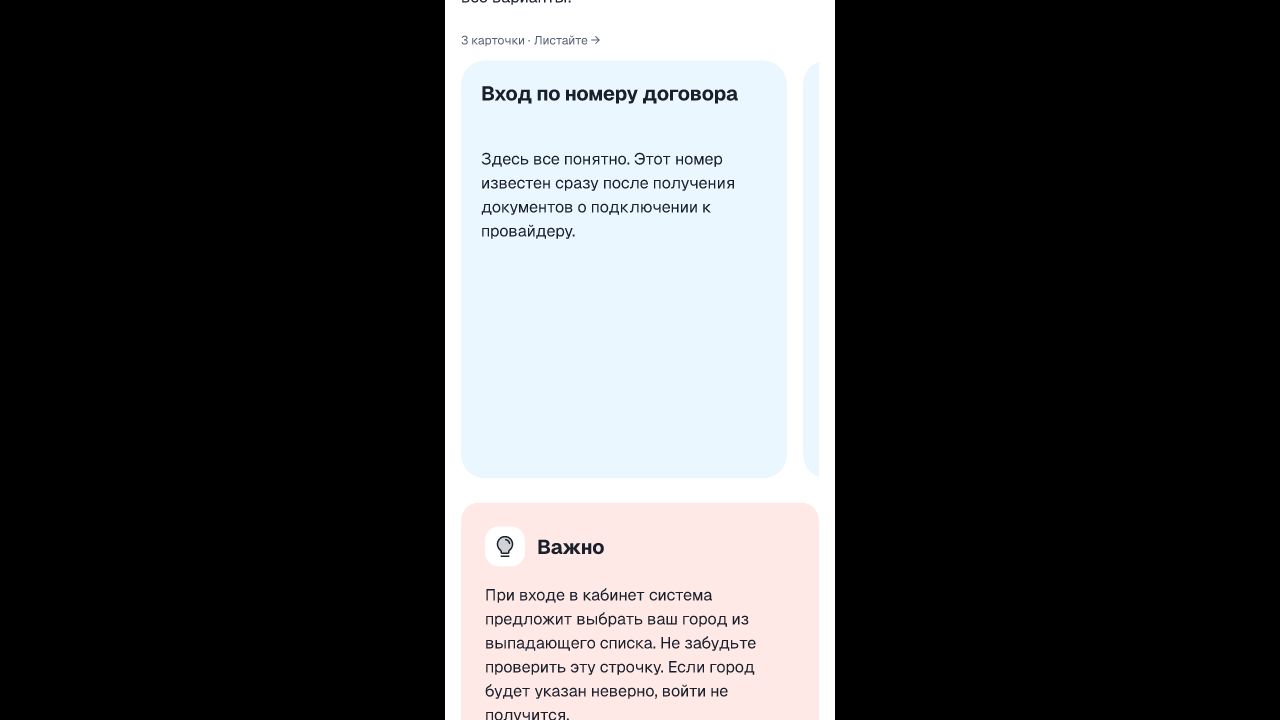 все варианты.
3 карточки · Листайте →
Вход по номеру договора
Здесь все понятно. Этот номер
известен сразу после получения
документов о подключении к
провайдеру.
Важно
При входе в кабинет система
предложит выбрать ваш город из
выпадающего списка. Не забудьте
проверить эту строчку. Если город
будет указан неверно, войти не
получится.